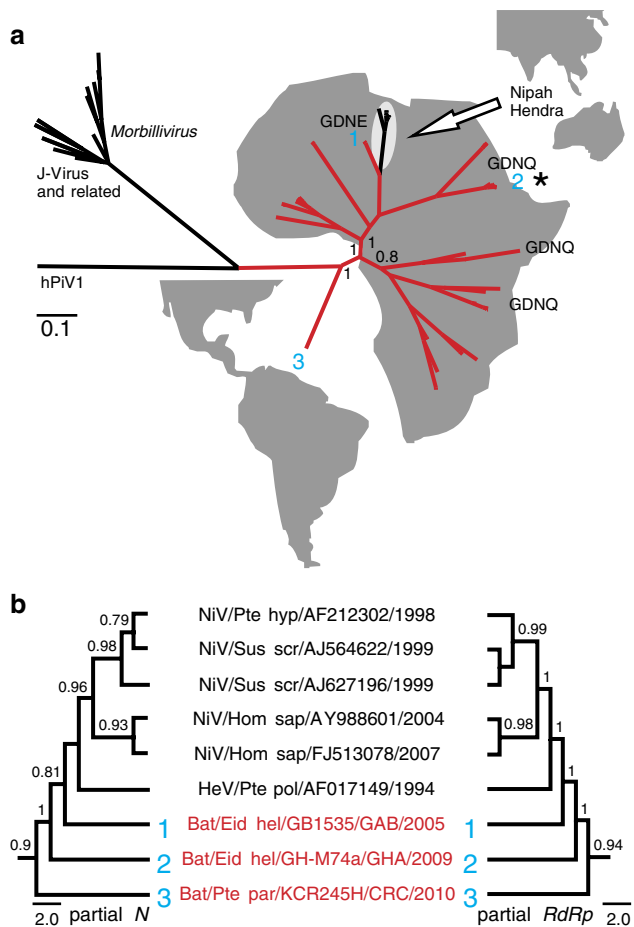 a
Nipah
Hendra
GDNE
1
Morbillivirus
GDNQ
2 *
J-Virus
and related
1
1
0.8
GDNQ
1
hPiV1
GDNQ
0.1
3
b
NiV/Pte hyp/AF212302/1998
0.79
0.99
0.98
NiV/Sus scr/AJ564622/1999
NiV/Sus scr/AJ627196/1999
0.96
1
0.93
NiV/Hom sap/AY988601/2004
0.98
1
NiV/Hom sap/FJ513078/2007
0.81
HeV/Pte pol/AF017149/1994
1
1
1 Bat/Eid hel/GB1535/GAB/2005 1
1
0.9
2 Bat/Eid hel/GH-M74a/GHA/2009 2
0.94
3 Bat/Pte par/KCR245H/CRC/2010 3
2.0 partial N
partial RdRp 2.0